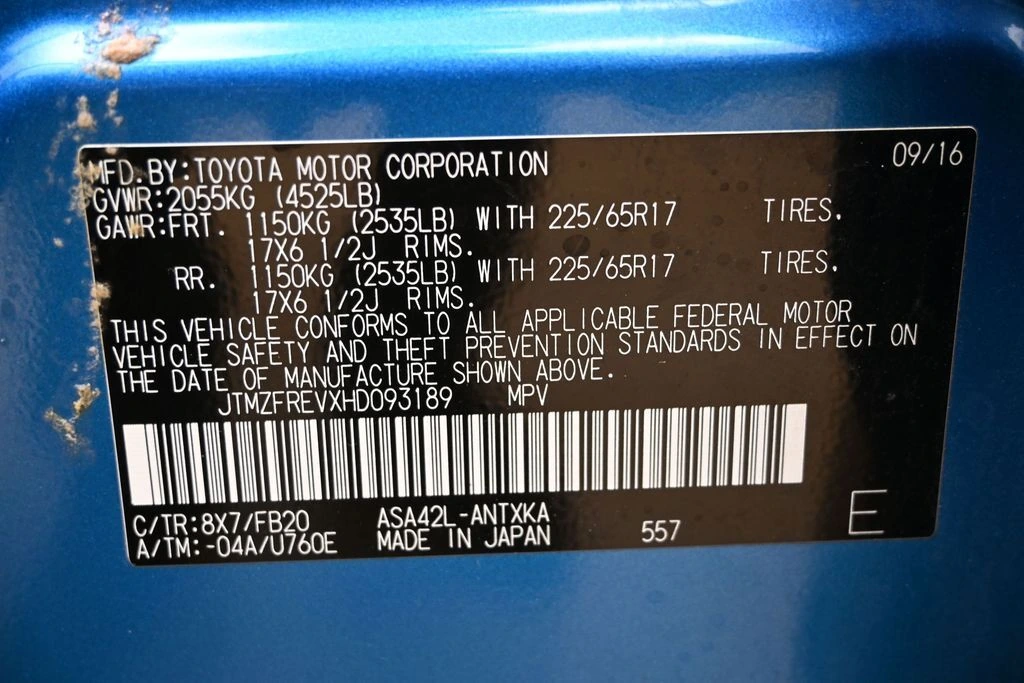 MFD. BY: TOYOTA MOTOR CORPORATION 09/16
GVWR: 2055KG (4525LB)
GAWR: FRT. 1150KG (2535LB) WITH 225/65R17 TIRES.
17X6 1/2J RIMS.
RR. 1150KG (2535LB) WITH 225/65R17 TIRES.
17X6 1/2J RIMS.
THIS VEHICLE CONFORMS TO ALL APPLICABLE FEDERAL MOTOR
VEHICLE SAFETY AND THEFT PREVENTION STANDARDS IN EFFECT ON
THE DATE OF MANUFACTURE SHOWN ABOVE.
JTMZFREVXHD093189 MPV
C/TR: 8X7/FB20 ASA42L-ANTXKA
A/TM: -04A/U760E MADE IN JAPAN 557 E